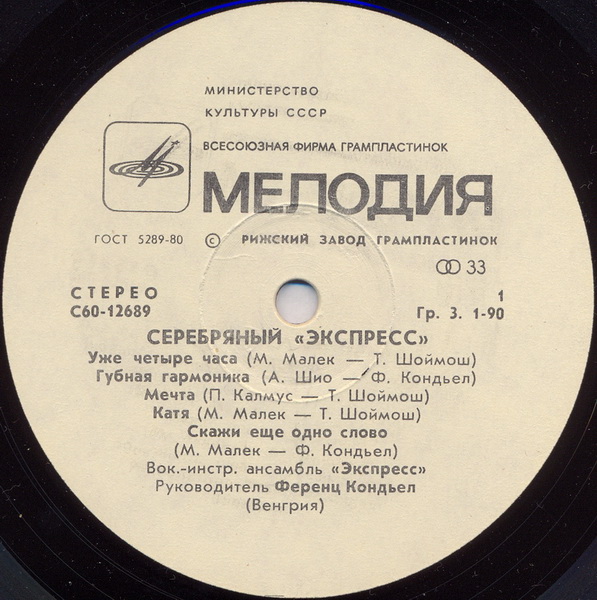 МИНИСТЕРСТВО
КУЛЬТУРЫ СССР
ВСЕСОЮЗНАЯ ФИРМА ГРАМПЛАСТИНОК
МЕЛОДИЯ
ГОСТ 5289-80 © РИЖСКИЙ ЗАВОД ГРАМПЛАСТИНОК
33
СТЕРЕО 1
С60-12689 Гр. 3. 1-90
СЕРЕБРЯНЫЙ «ЭКСПРЕСС»
Уже четыре часа (М. Малек — Т. Шоймош)
Губная гармоника (А. Шио — Ф. Кондьел)
Мечта (П. Калмус — Т. Шоймош)
Катя (М. Малек — Т. Шоймош)
Скажи еще одно слово
(М. Малек — Ф. Кондьел)
Вок.-инстр. ансамбль «Экспресс»
Руководитель Ференц Кондьел
(Венгрия)